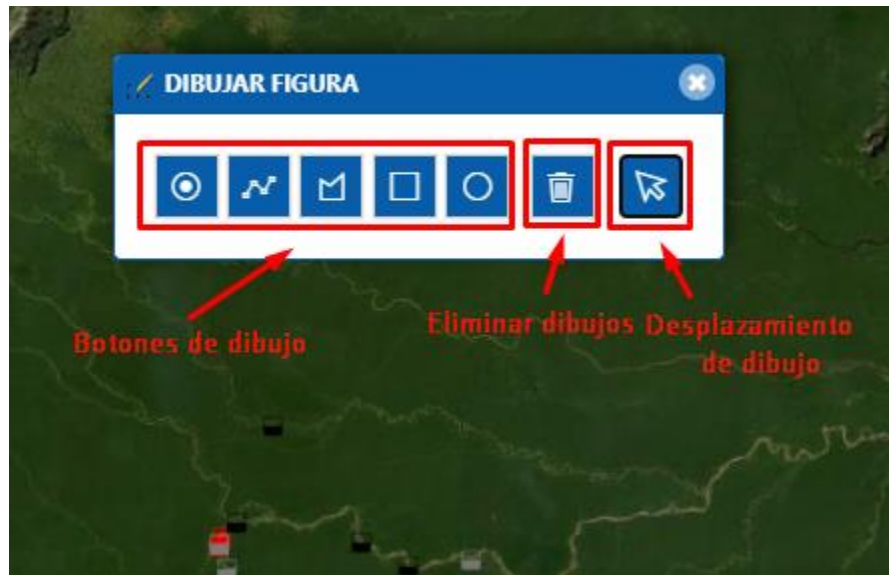 DIBUJAR FIGURA
Botones de dibujo
Eliminar dibujos
Desplazamiento
de dibujo